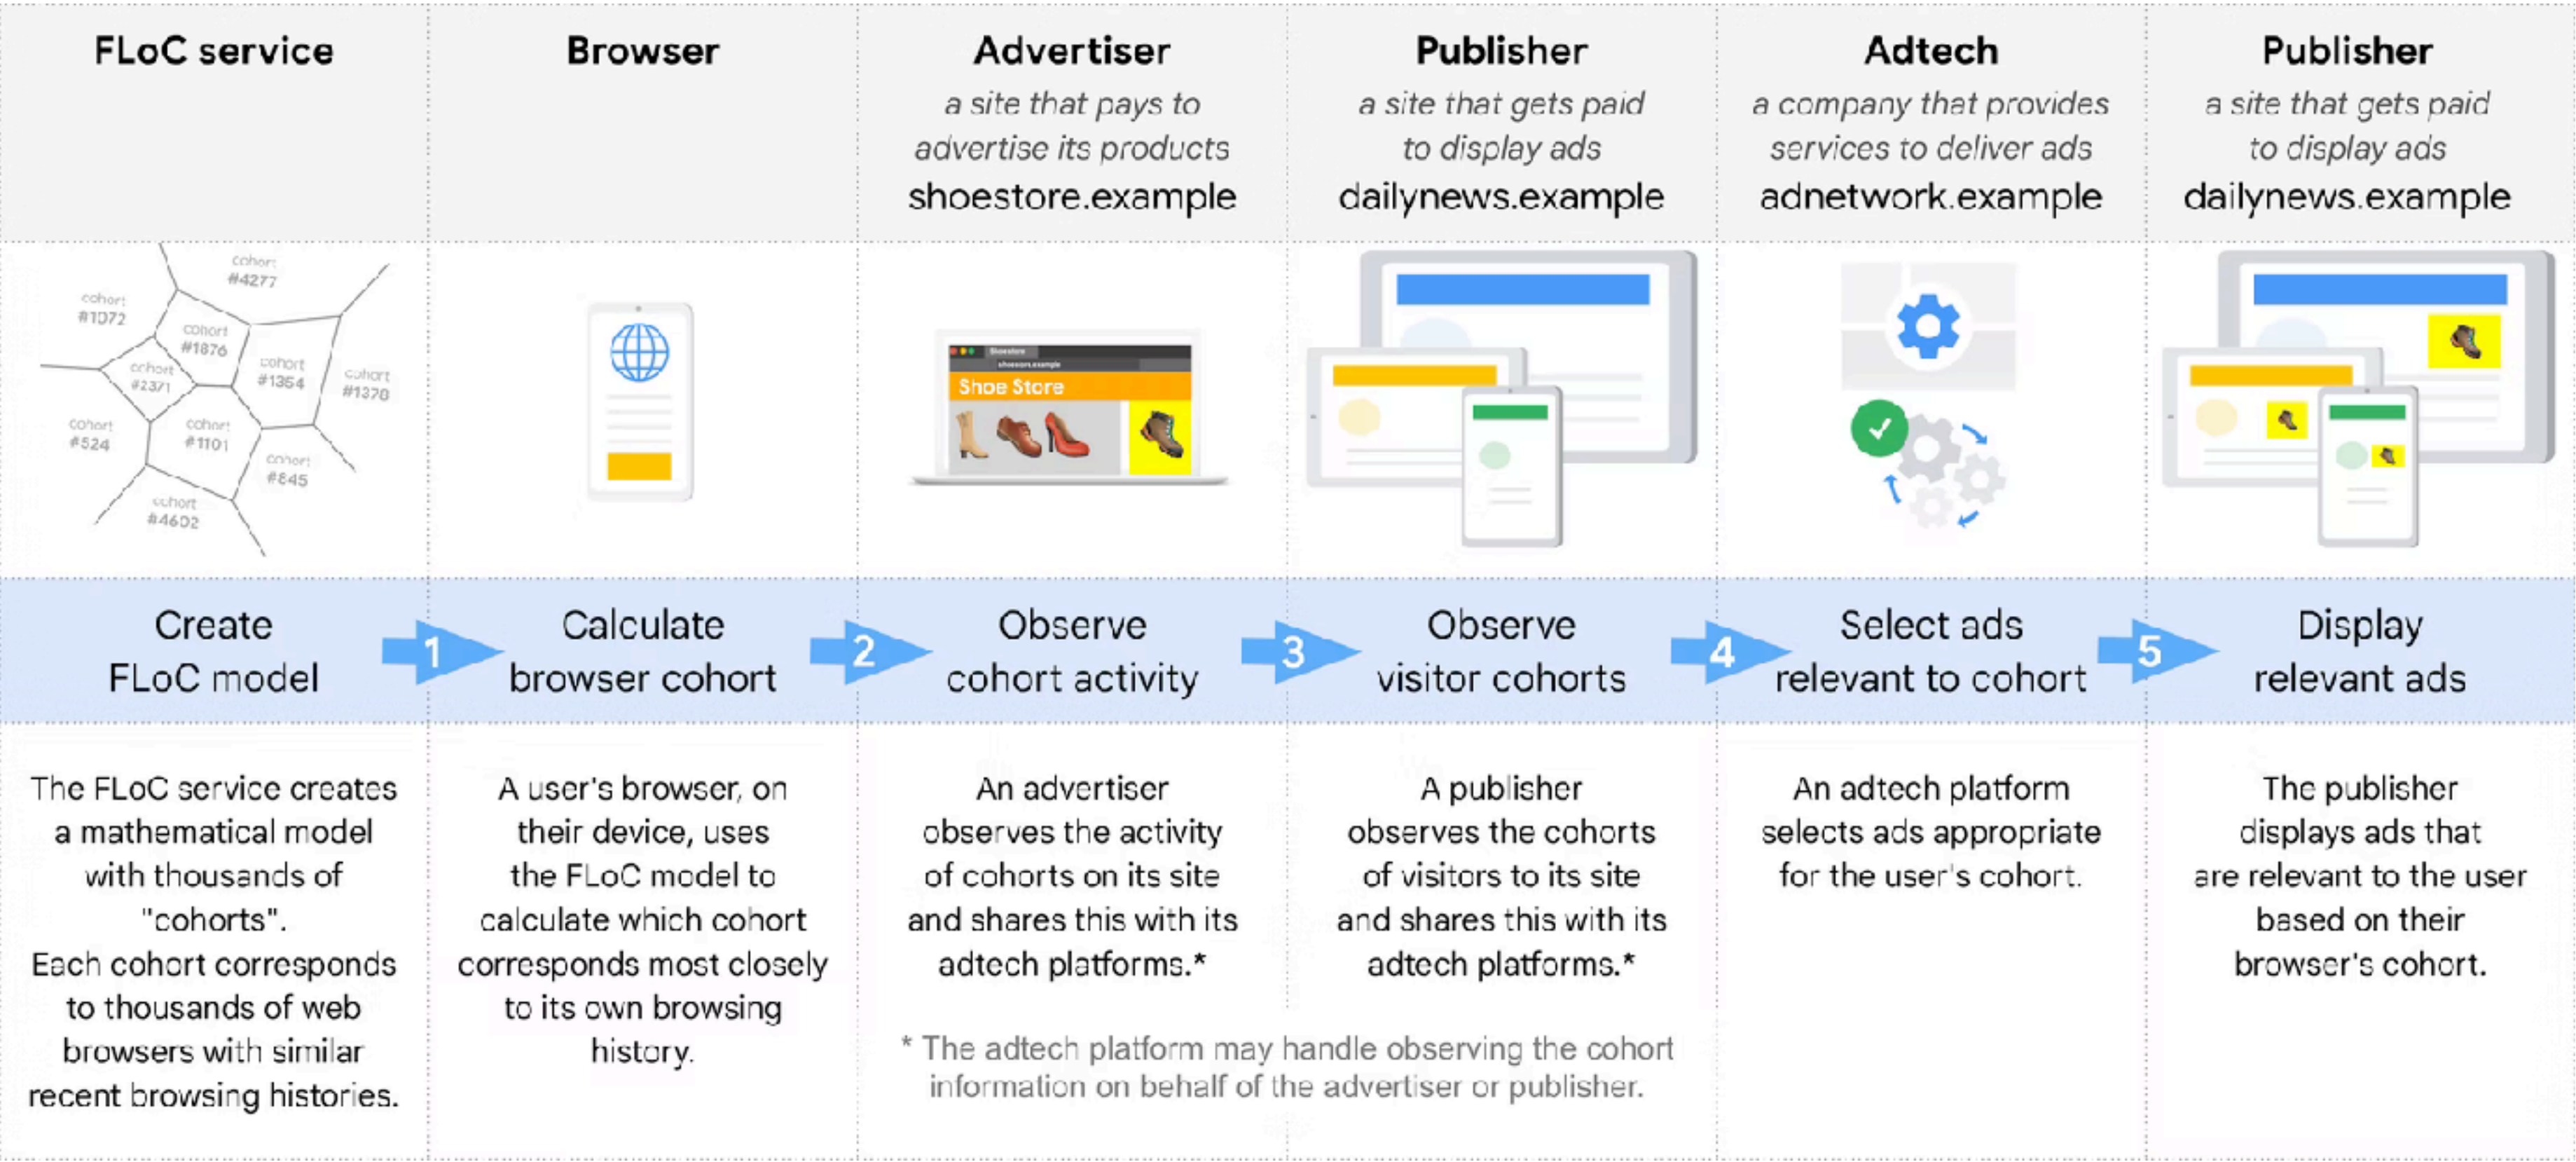 FLoC service
Browser
Advertiser
a site that pays to
advertise its products
shoestore.example
Publisher
a site that gets paid
to display ads
dailynews.example
Adtech
a company that provides
services to deliver ads
adnetwork.example
Publisher
a site that gets paid
to display ads
dailynews.example
cohort
#4277
cohort
#1072
cohort
#1876
cohort
#1354
cohort
#1378
cohort
#2371
cohort
#524
cohort
#1101
cohort
#845
cohort
#4602
Shoestore
shoestore.example
Shoe Store
Create
FLoC model
1
Calculate
browser cohort
2
Observe
cohort activity
3
Observe
visitor cohorts
4
Select ads
relevant to cohort
5
Display
relevant ads
The FLoC service creates
a mathematical model
with thousands of
"cohorts".
Each cohort corresponds
to thousands of web
browsers with similar
recent browsing histories.
A user's browser, on
their device, uses
the FLoC model to
calculate which cohort
corresponds most closely
to its own browsing
history.
An advertiser
observes the activity
of cohorts on its site
and shares this with its
adtech platforms.*
A publisher
observes the cohorts
of visitors to its site
and shares this with its
adtech platforms.*
* The adtech platform may handle observing the cohort
information on behalf of the advertiser or publisher.
An adtech platform
selects ads appropriate
for the user's cohort.
The publisher
displays ads that
are relevant to the user
based on their
browser's cohort.